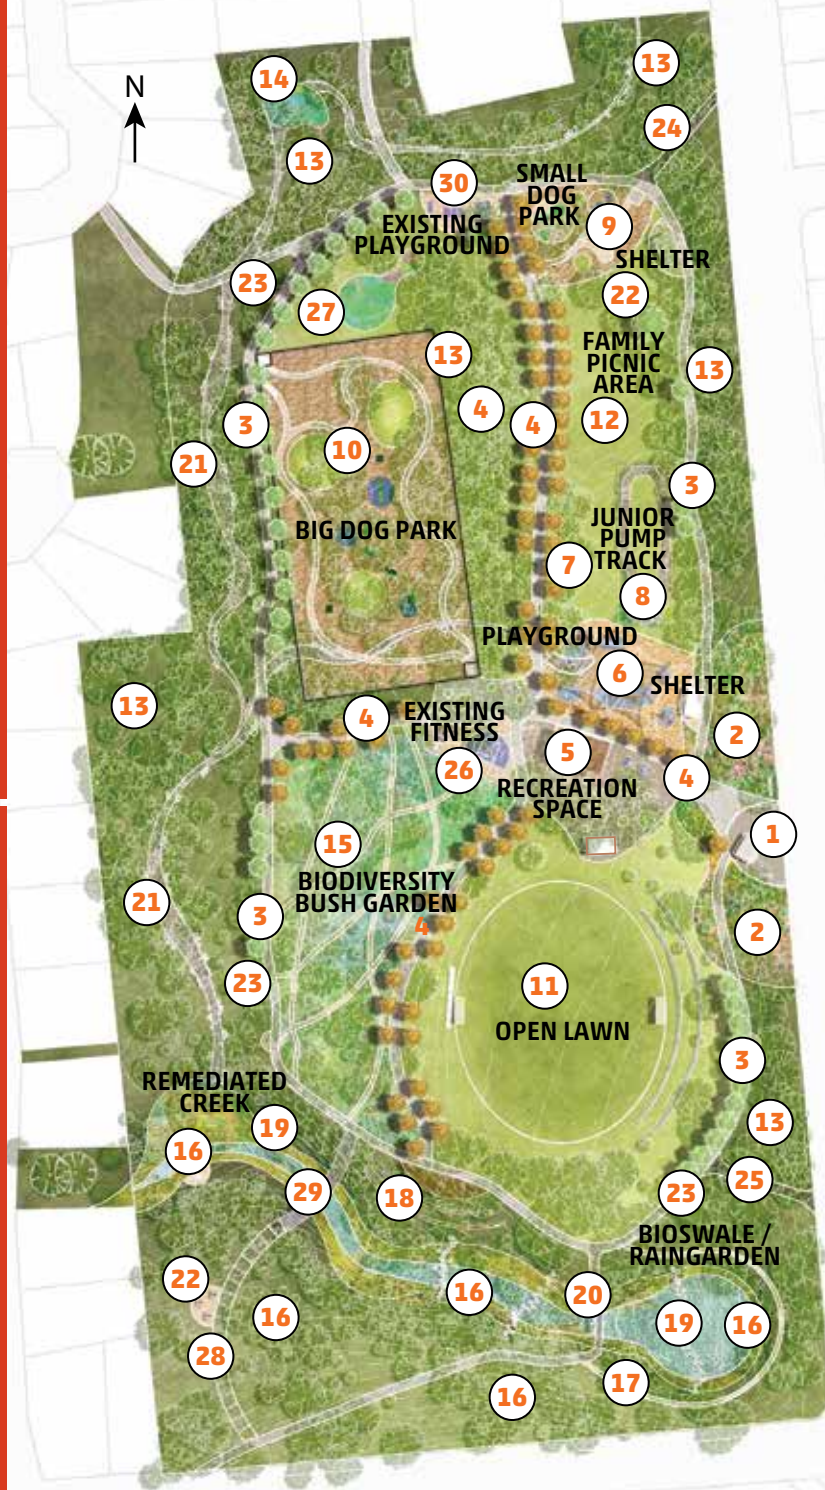 N
14
13
13
24
30
SMALL
DOG
PARK
9
EXISTING
PLAYGROUND
SHELTER
23
22
27
FAMILY
PICNIC
AREA
13
13
4
4
12
3
10
21
3
BIG DOG PARK
JUNIOR
PUMP
TRACK
7
8
PLAYGROUND
6
SHELTER
13
4
EXISTING
FITNESS
2
5
26
4
RECREATION
SPACE
1
15
BIODIVERSITY
BUSH GARDEN
21
3
4
2
23
11
OPEN LAWN
3
REMEDIATED
CREEK
19
13
16
25
29
18
23
BIOSWALE /
RAINGARDEN
22
16
20
16
19
16
28
17
16